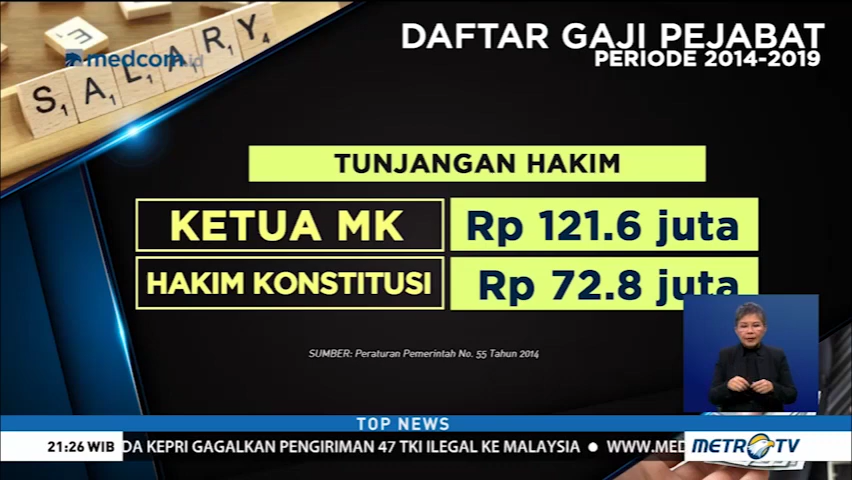 SALARY
medcom.id
DAFTAR GAJI PEJABAT
PERIODE 2014-2019
TUNJANGAN HAKIM
KETUA MK
Rp 121.6 juta
HAKIM KONSTITUSI
Rp 72.8 juta
SUMBER: Peraturan Pemerintah No. 55 Tahun 2014
TOP NEWS
21:26 WIB
DA KEPRI GAGALKAN PENGIRIMAN 47 TKI ILEGAL KE MALAYSIA ● WWW.MED
METRO TV